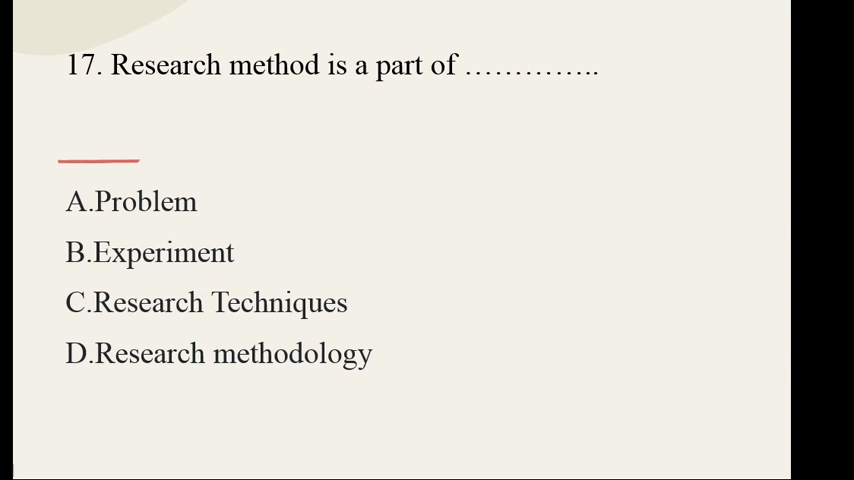 17. Research method is a part of …………..
A.Problem
B.Experiment
C.Research Techniques
D.Research methodology